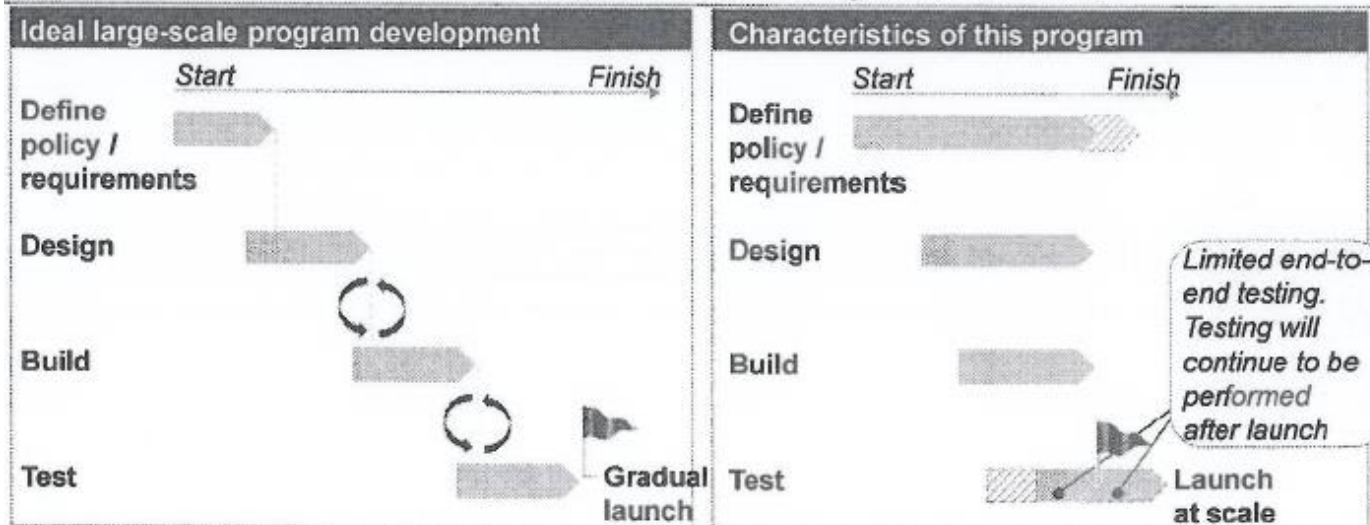 Ideal large-scale program development
Start
Finish
Define
policy /
requirements
Design
Build
Test
Gradual
launch
Characteristics of this program
Start
Finish
Define
policy /
requirements
Design
Build
Test
Limited end-to-
end testing.
Testing will
continue to be
performed
after launch
Launch
at scale